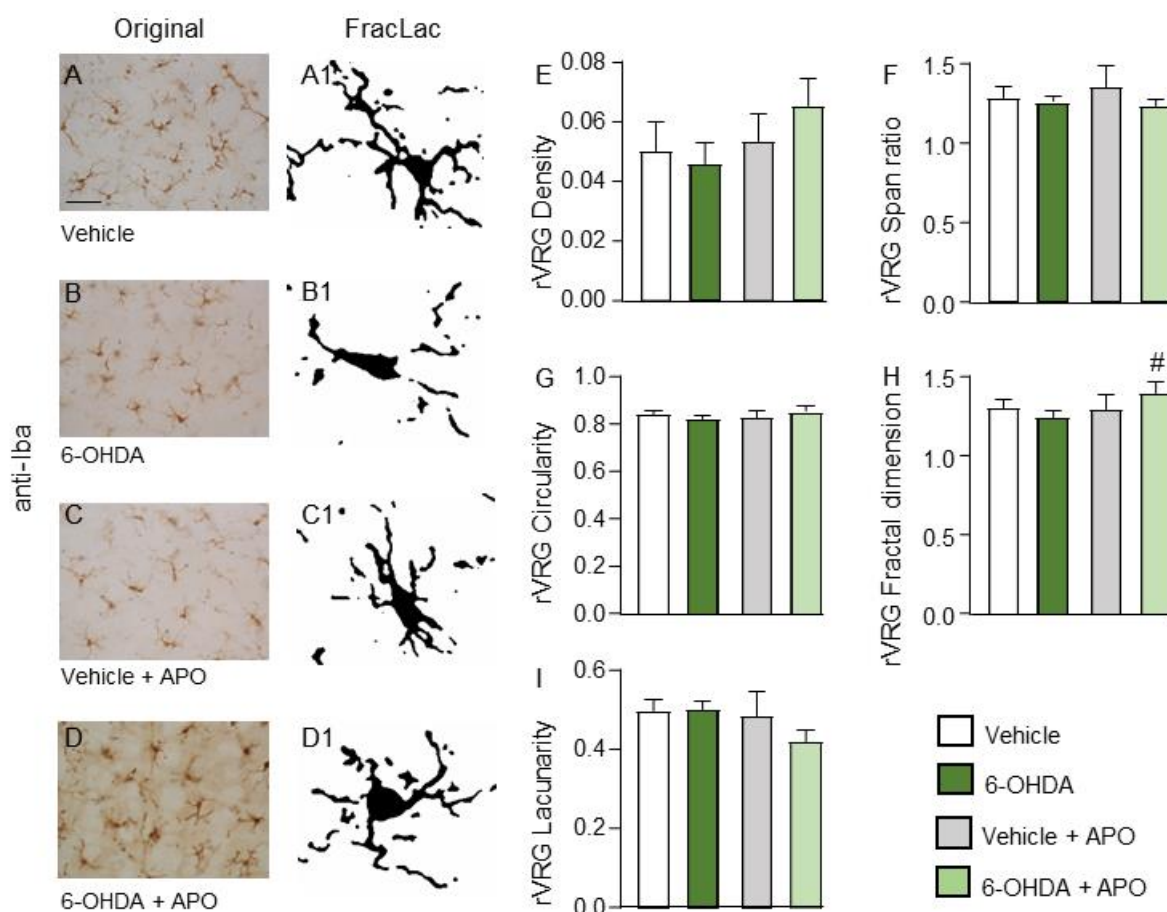 Original
FracLac
anti-Iba
A
Vehicle
A1
B
6-OHDA
B1
C
Vehicle + APO
C1
D
6-OHDA + APO
D1
E
rVRG Density
0.08
0.06
0.04
0.02
0.00
F
rVRG Span ratio
1.5
1.0
0.5
0.0
G
rVRG Circularity
1.0
0.8
0.6
0.4
0.2
0.0
H
rVRG Fractal dimension
1.5
1.0
0.5
0.0
#
I
rVRG Lacunarity
0.6
0.4
0.2
0.0
Vehicle
6-OHDA
Vehicle + APO
6-OHDA + APO